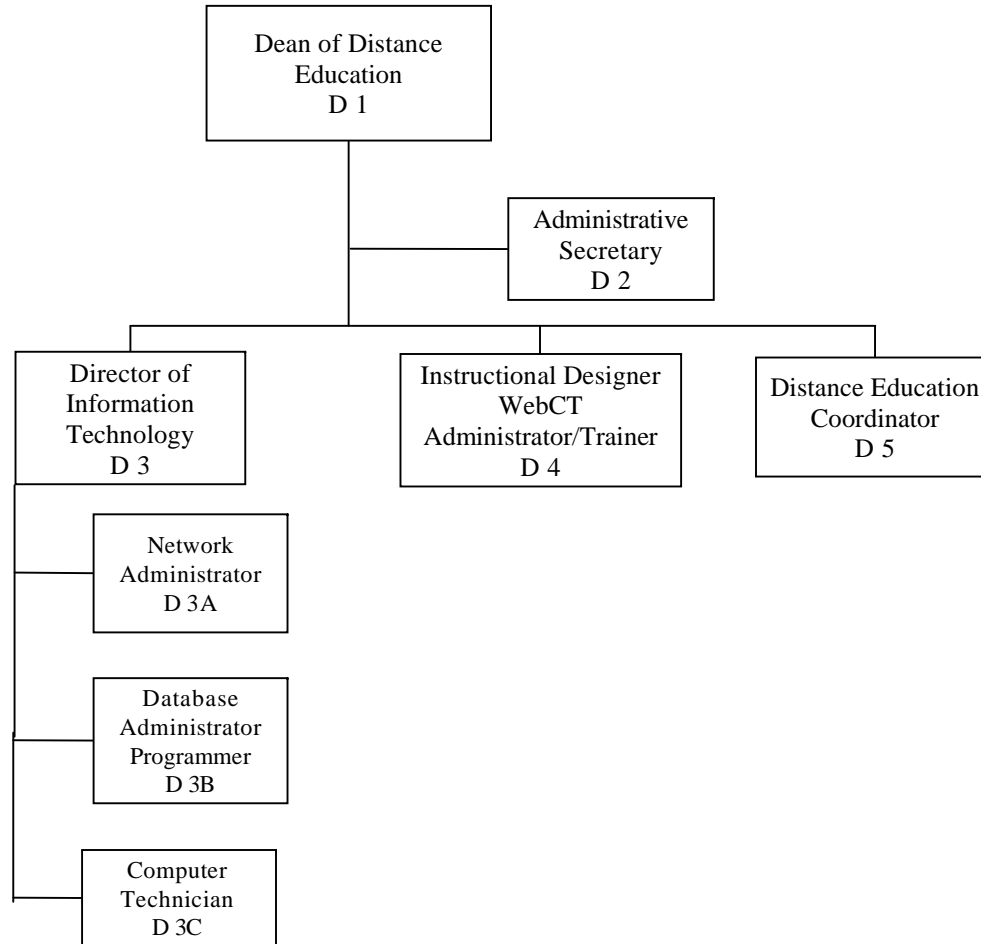 Dean of Distance
Education
D 1
Administrative
Secretary
D 2
Director of
Information
Technology
D 3
Instructional Designer
WebCT
Administrator/Trainer
D 4
Distance Education
Coordinator
D 5
Network
Administrator
D 3A
Database
Administrator
Programmer
D 3B
Computer
Technician
D 3C